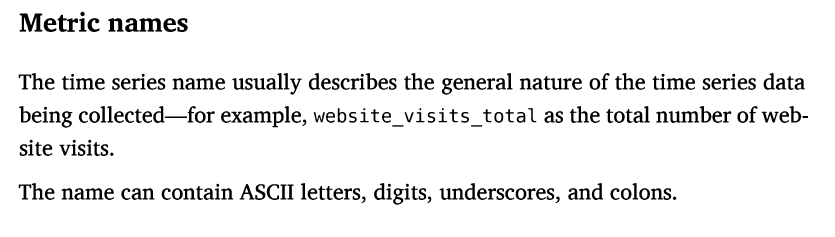 Metric names
The time series name usually describes the general nature of the time series data
being collected—for example, website_visits_total as the total number of web-
site visits.
The name can contain ASCII letters, digits, underscores, and colons.